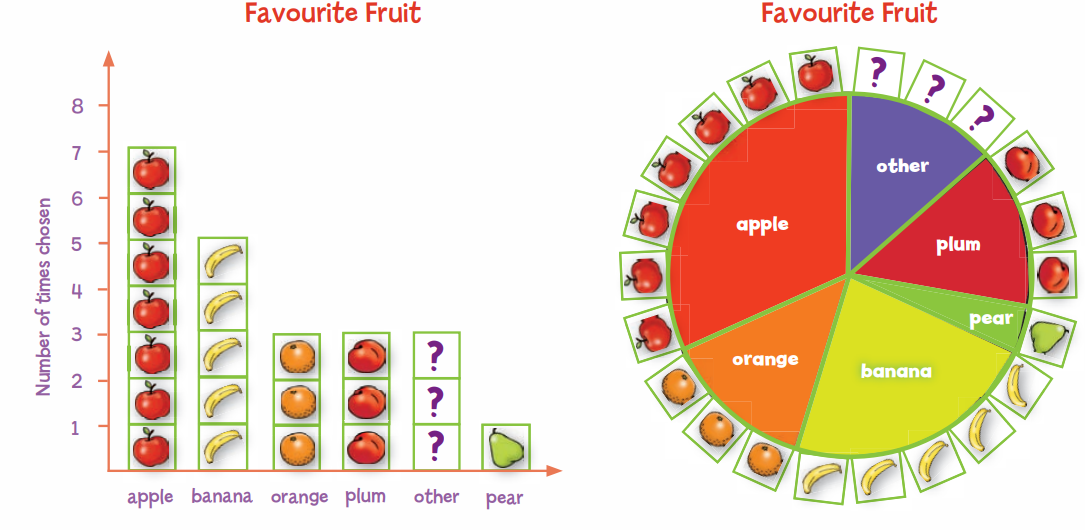 Favourite Fruit
Number of times chosen
8
7
6
5
4
3
2
1
?
?
?
apple banana orange plum other pear
Favourite Fruit
?
?
?
other
plum
pear
banana
orange
apple